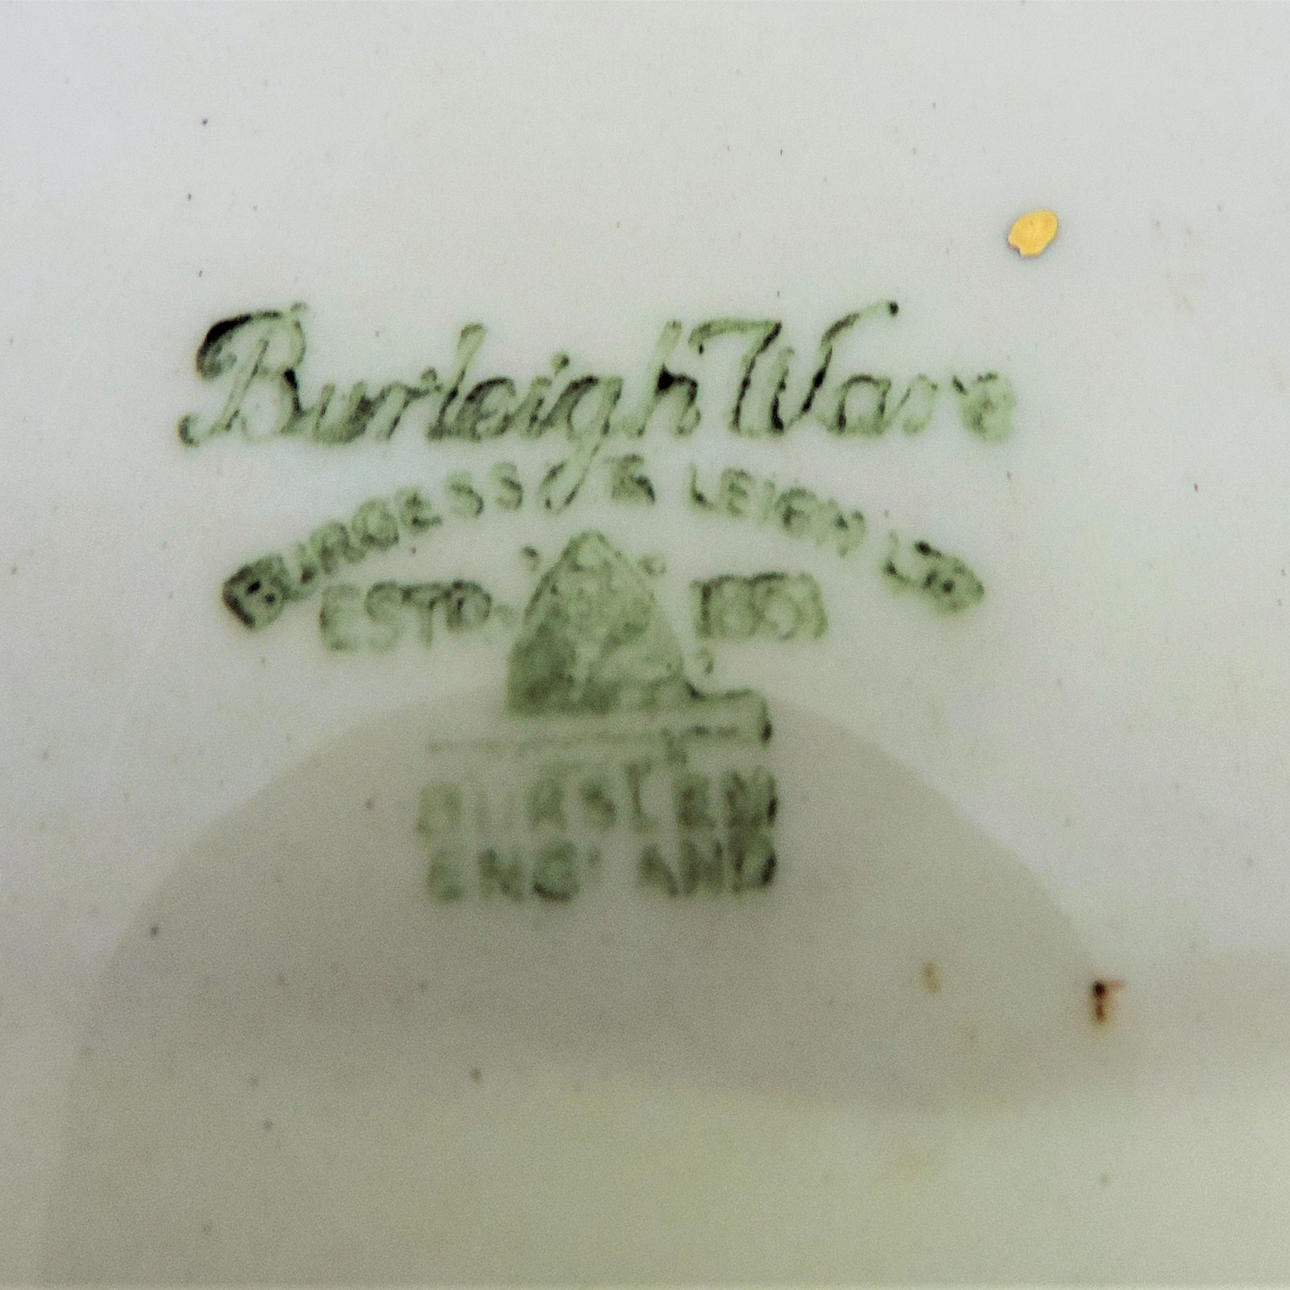 Burleigh Ware
BURGESS & LEIGH LTD
ESTD. 1851
BURSLEM
ENGLAND